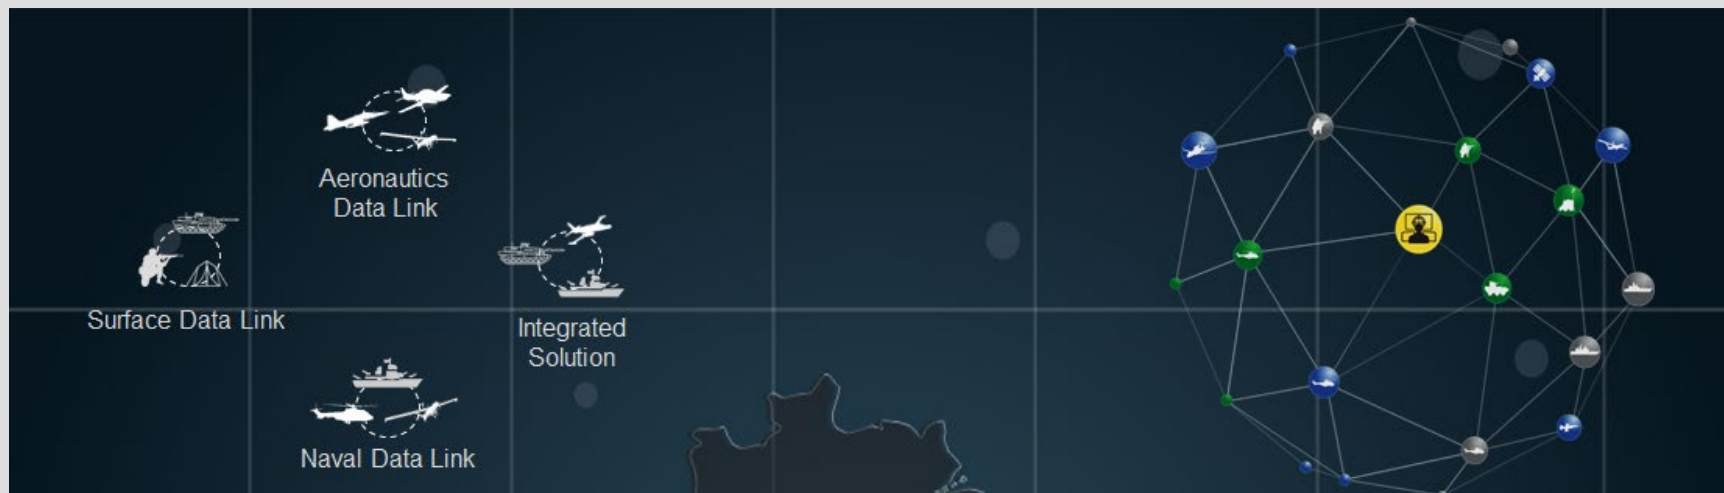 Aeronautics
Data Link
Surface Data Link
Integrated
Solution
Naval Data Link